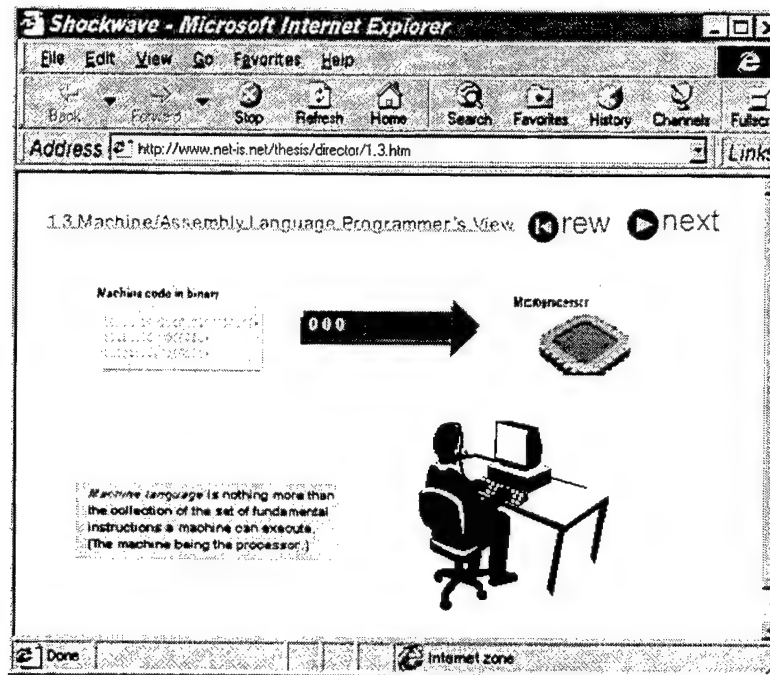 Shockwave - Microsoft Internet Explorer
File Edit View Go Favorites Help
Back Forward Stop Refresh Home Search Favorites History Channels Fullscr
Address http://www.net-is.net/thesis/director/1.3.htm Links
1.3 Machine/Assembly Language Programmer's View rew next
Machine code in binary
000
Microprocessor
Machine language is nothing more than
the collection of the set of fundamental
instructions a machine can execute.
(The machine being the processor.)
Done Internet zone